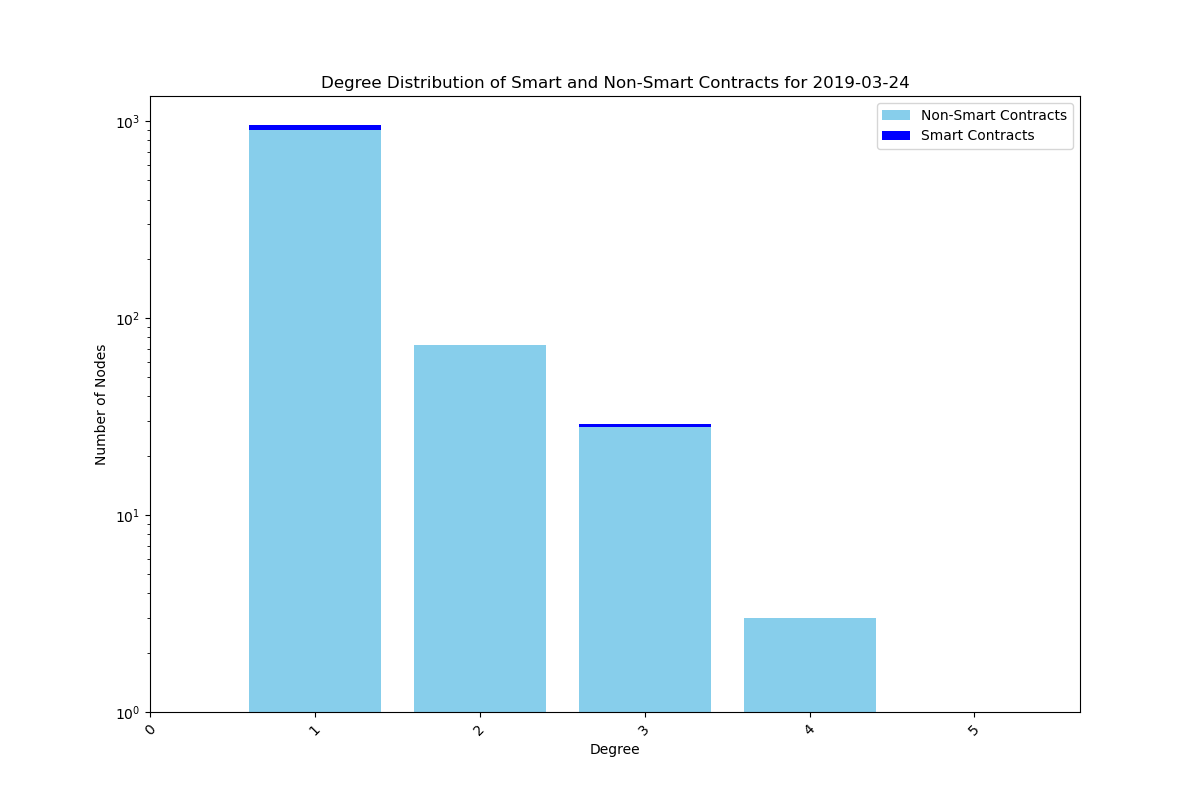 Degree Distribution of Smart and Non-Smart Contracts for 2019-03-24
Non-Smart Contracts
Smart Contracts
Number of Nodes
10³
10²
10¹
10⁰
0 1 2 3 4 5
Degree